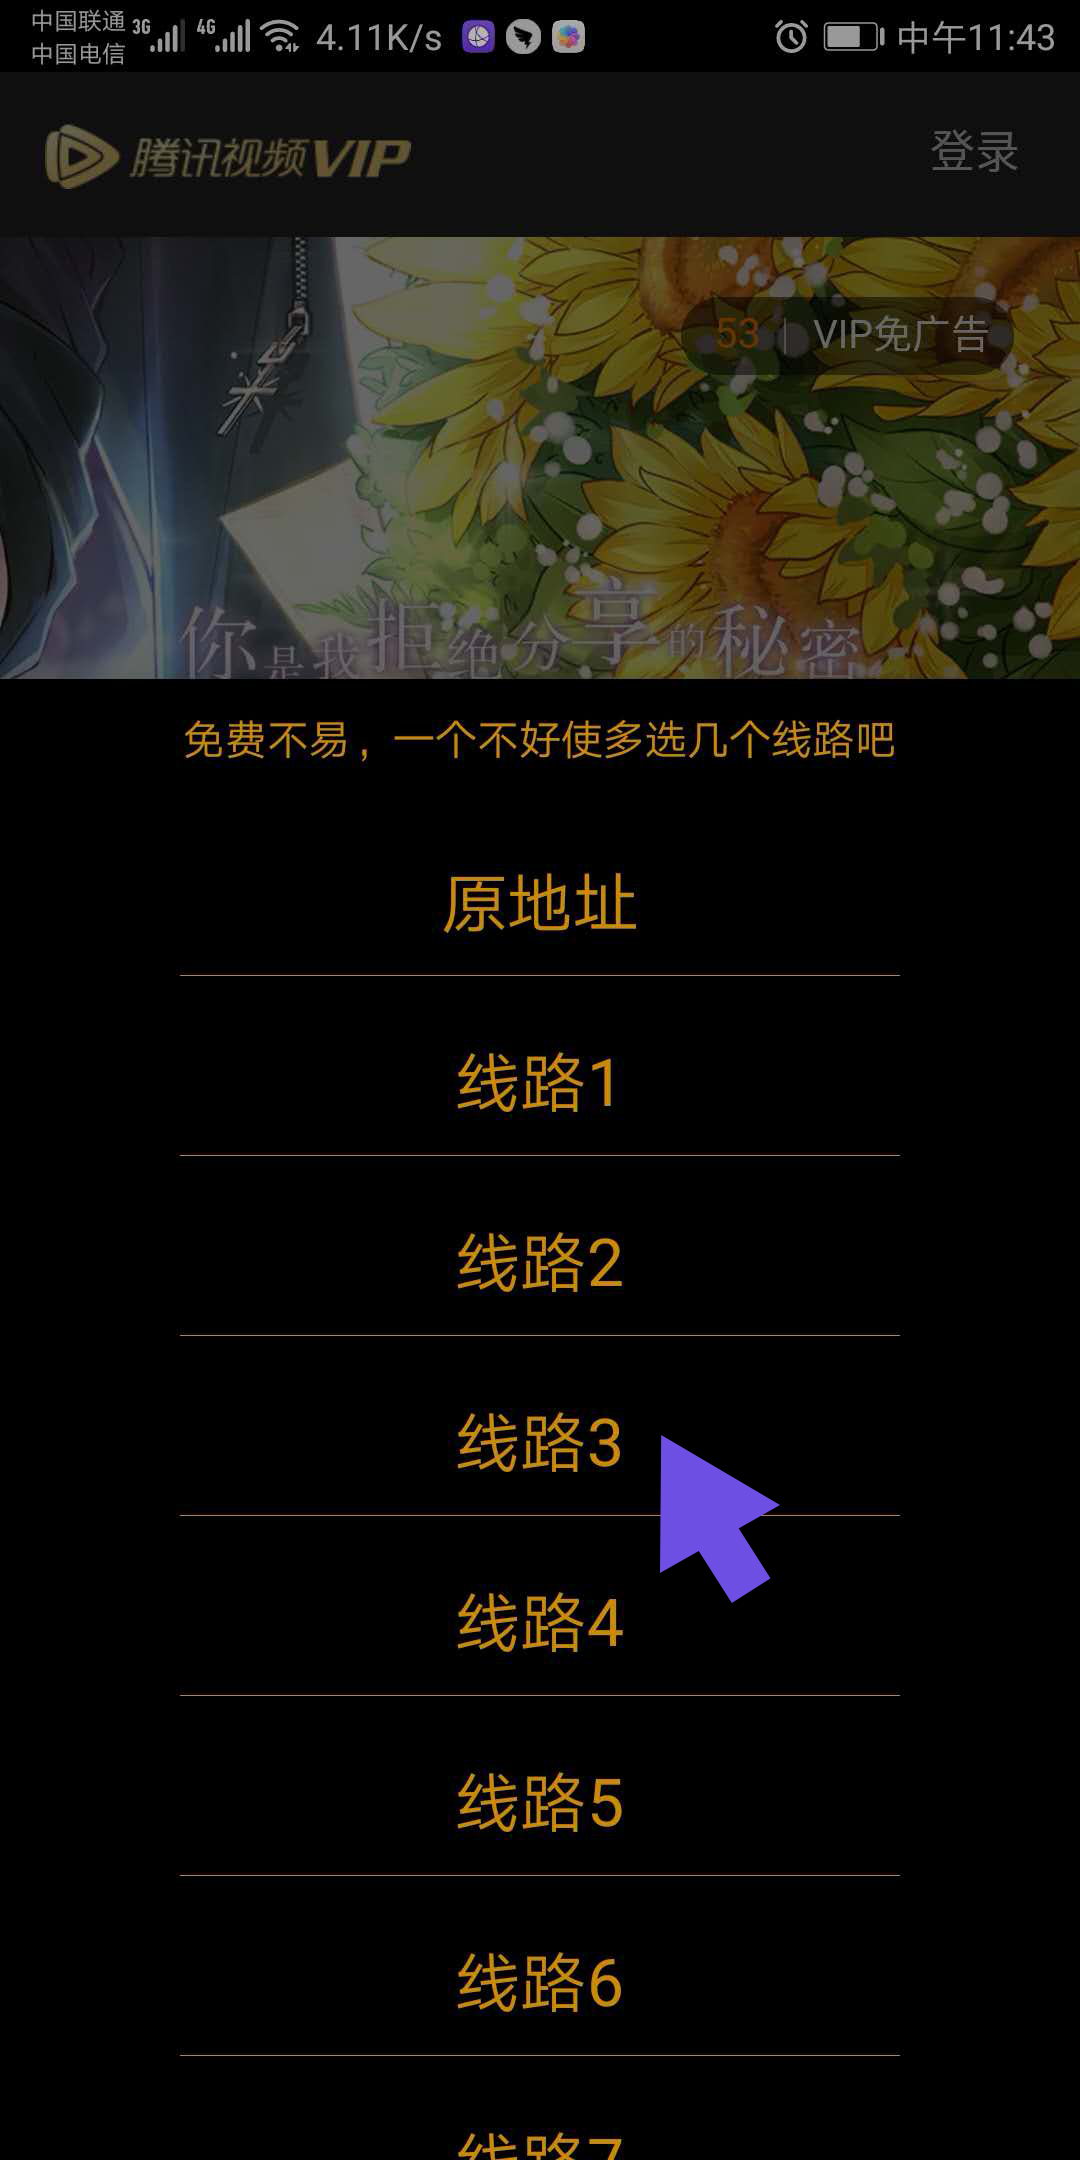 中国联通 3G 4G 4.11K/s 中午11:43
中国电信
腾讯视频VIP 登录
53 | VIP免广告
你是我拒绝分享的秘密
免费不易，一个不好使多选几个线路吧
原地址
线路1
线路2
线路3
线路4
线路5
线路6
线路7